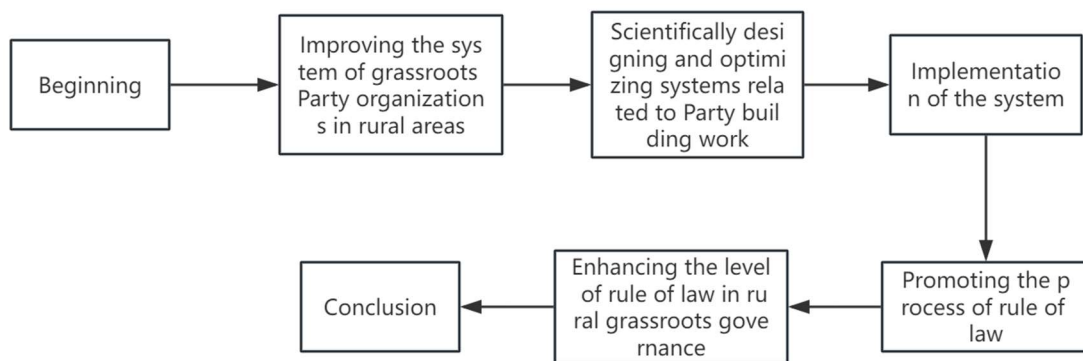 Beginning
Improving the sys
tem of grassroots
Party organization
s in rural areas
Scientifically desi
gning and optimi
zing systems rela
ted to Party buil
ding work
Implementatio
n of the system
Promoting the p
rocess of rule of
law
Enhancing the level
of rule of law in ru
ral grassroots gove
rnance
Conclusion